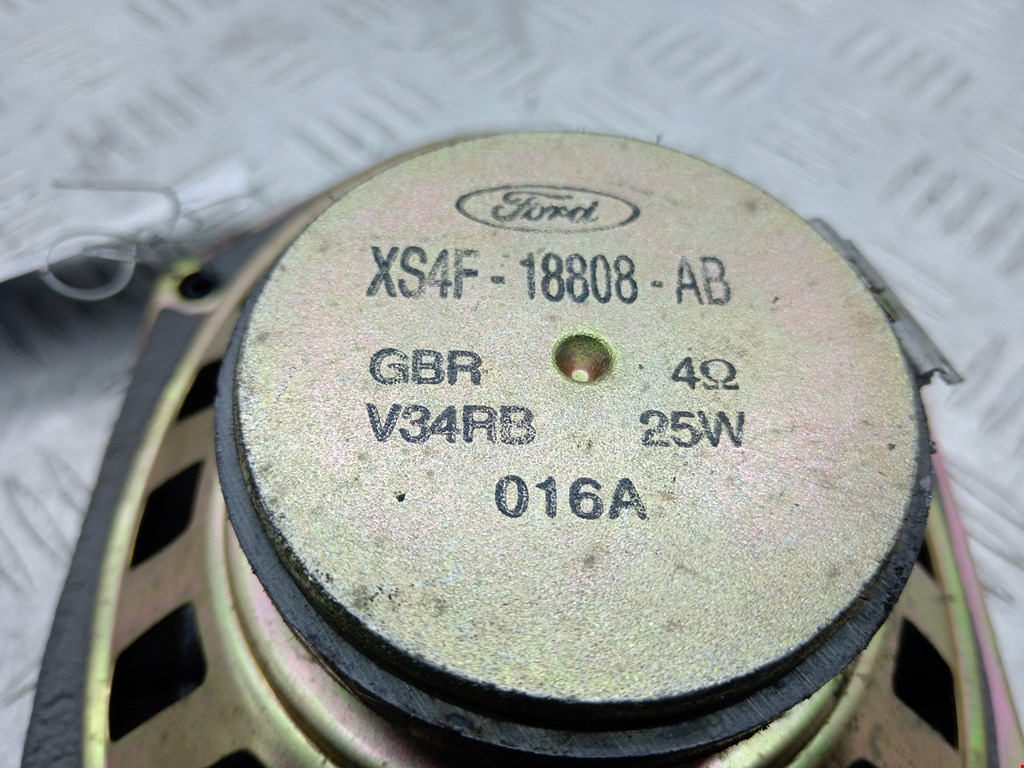 Ford
XS4F - 18808 - AB
GBR 4Ω
V34RB 25W
016A